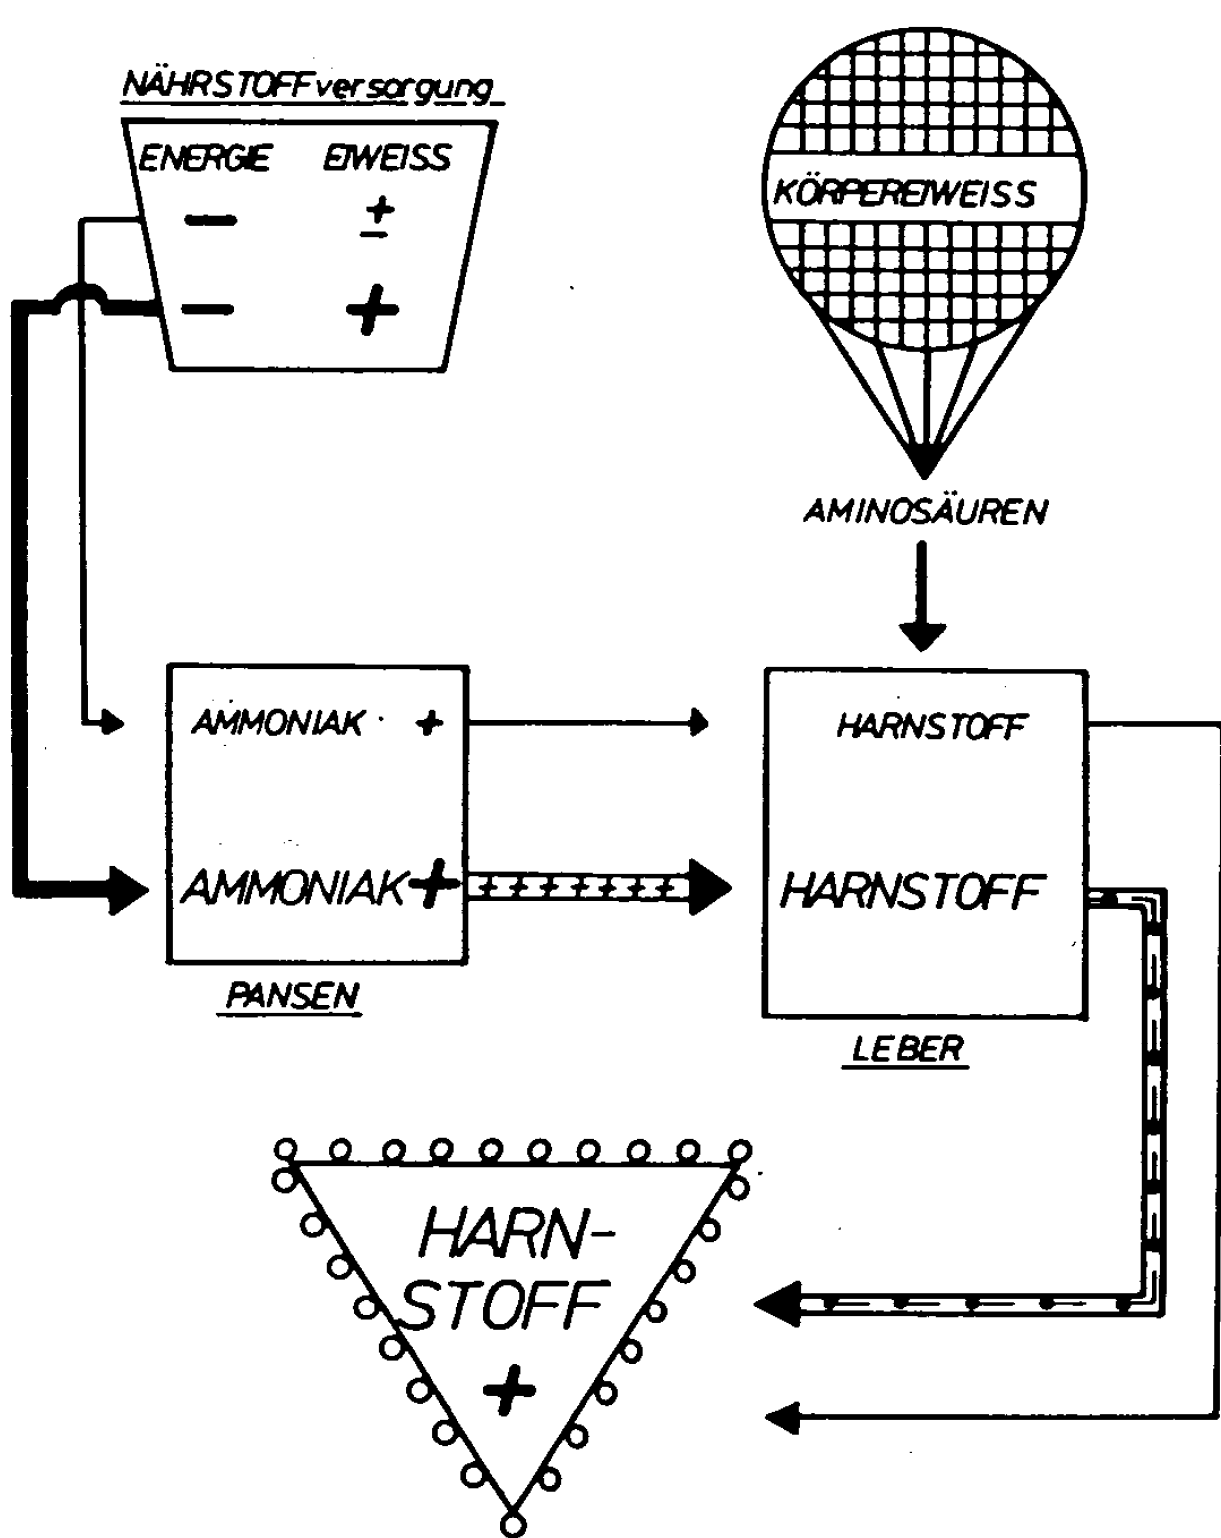 NÄHRSTOFFversorgung
ENERGIE EIWEISS
− ±
− +
KÖRPEREIWEISS
AMINOSÄUREN
AMMONIAK +
AMMONIAK +
PANSEN
HARNSTOFF
HARNSTOFF
LEBER
HARN-
STOFF
+